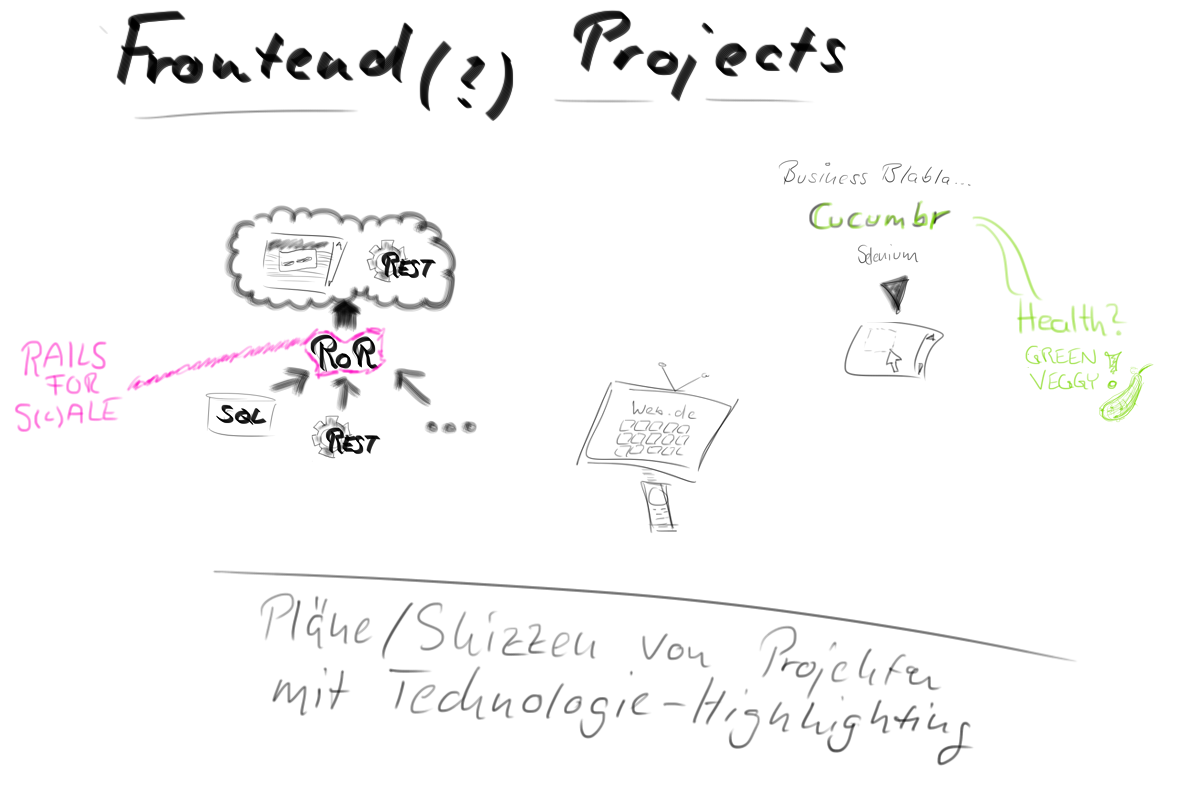 Frontend(?) Projects
Business Blabla...
Cucumbr
Selenium
REST
Health?
GREEN
VEGGY
!
RoR
RAILS
FOR
S(C)ALE
SQL
REST
...
Web.de
Pläne/Skizzen von Projekten
mit Technologie-Highlighting